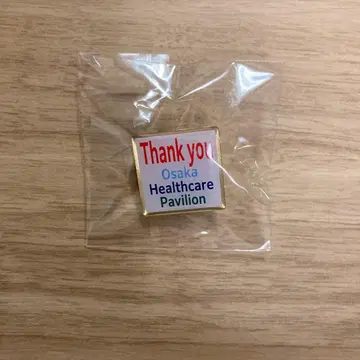 Thank you
Osaka
Healthcare
Pavilion